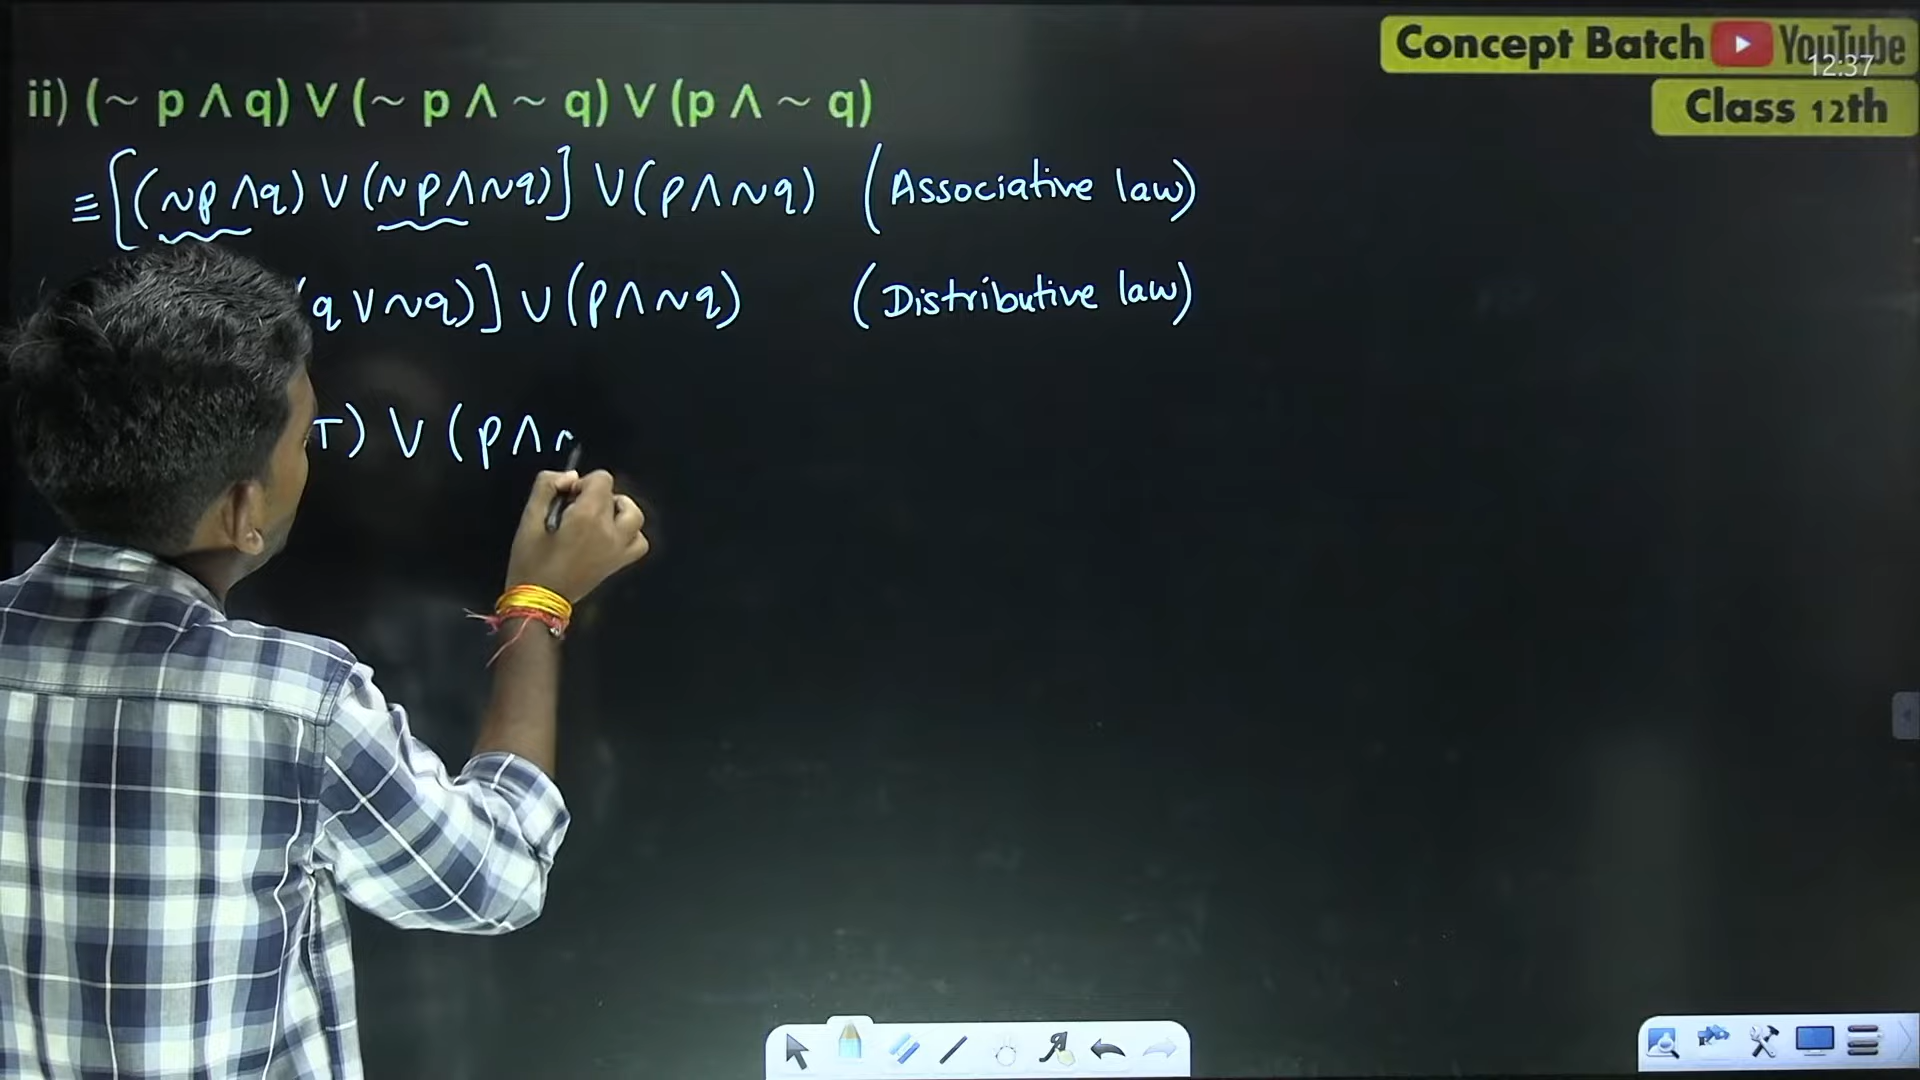 Concept Batch YouTube
12:37
Class 12th
ii) (~ p ∧ q) ∨ (~ p ∧ ~ q) ∨ (p ∧ ~ q)
≡ [(~p ∧ q) ∨ (~p ∧ ~q)] ∨ (p ∧ ~q) (Associative law)
(q ∨ ~q)] ∪ (p ∧ ~q) (Distributive law)
T) ∨ (p ∧